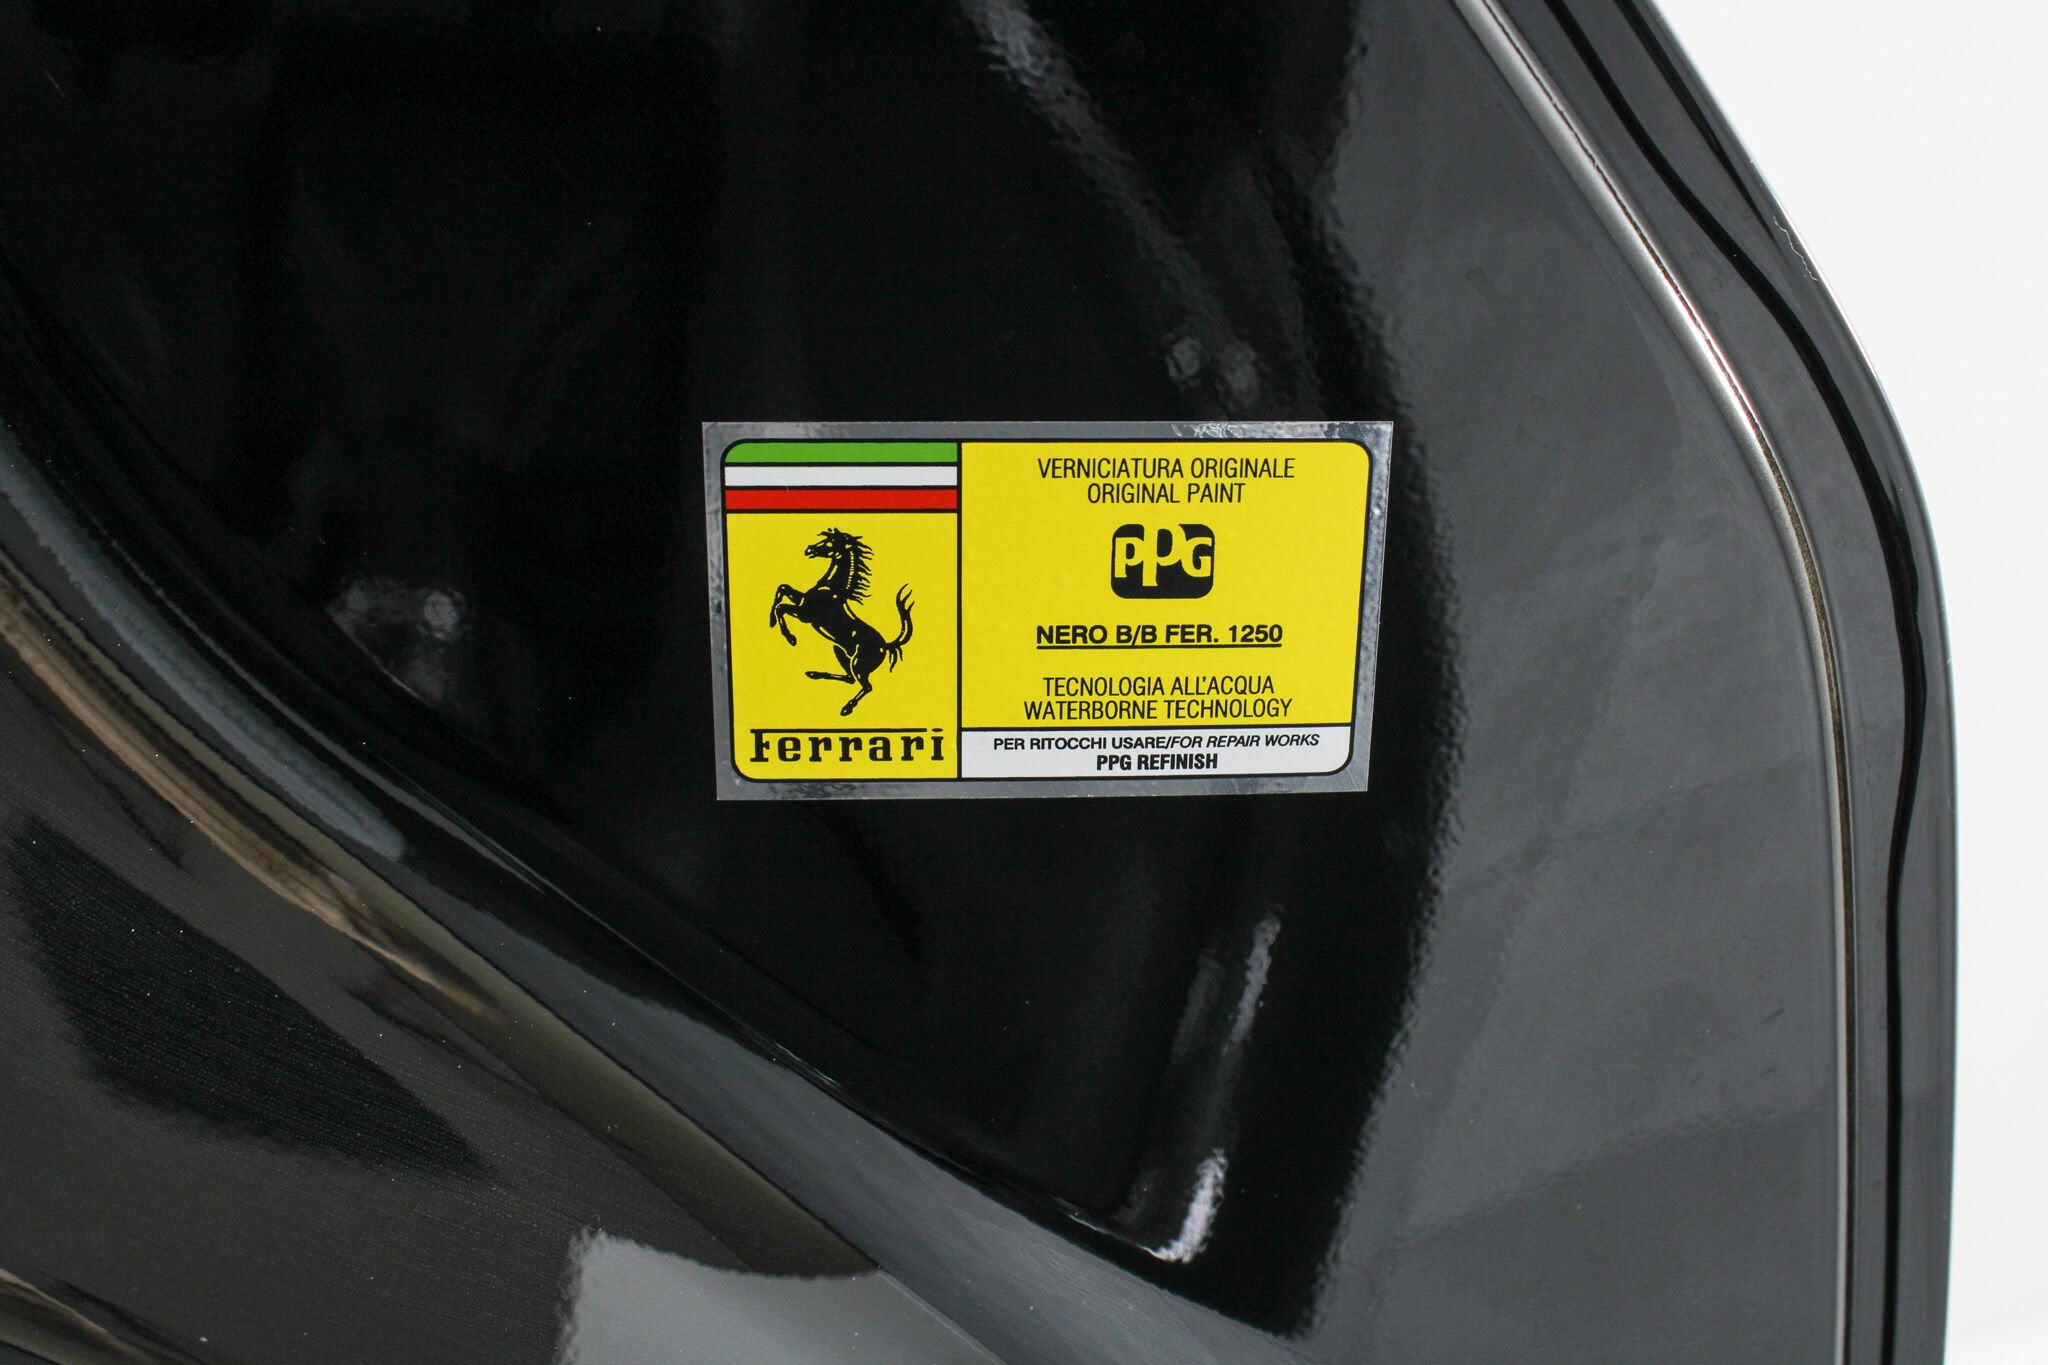 Ferrari
VERNICIATURA ORIGINALE
ORIGINAL PAINT
PPG
NERO B/B FER. 1250
TECNOLOGIA ALL'ACQUA
WATERBORNE TECHNOLOGY
PER RITOCCHI USARE/FOR REPAIR WORKS
PPG REFINISH